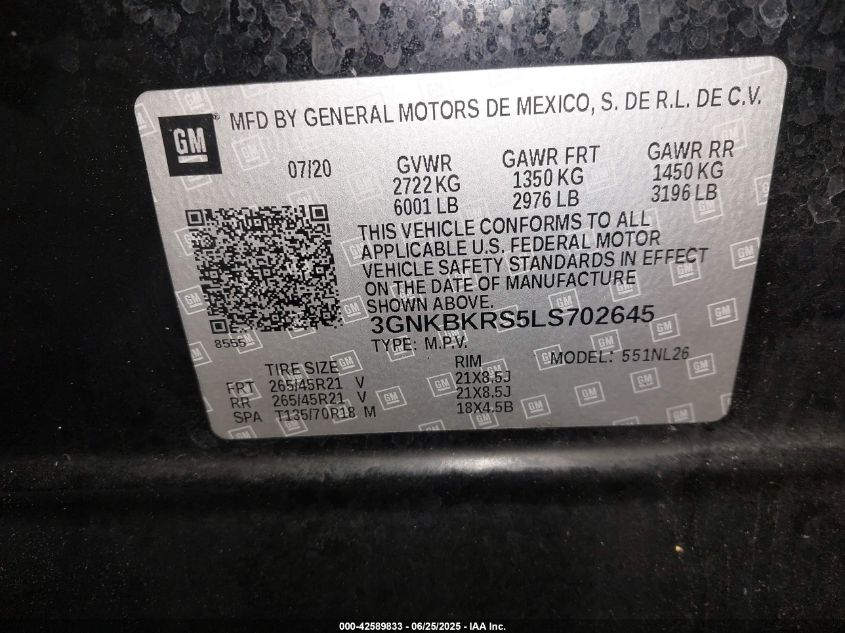 GM
MFD BY GENERAL MOTORS DE MEXICO, S. DE R.L. DE C.V.
07/20
GVWR
2722 KG
6001 LB
GAWR FRT
1350 KG
2976 LB
GAWR RR
1450 KG
3196 LB
THIS VEHICLE CONFORMS TO ALL
APPLICABLE U.S. FEDERAL MOTOR
VEHICLE SAFETY STANDARDS IN EFFECT
ON THE DATE OF MANUFACTURE
SHOWN ABOVE.
8555
3GNKBKRS5LS702645
TYPE: M.P.V.
MODEL: 551NL26
TIRE SIZE
RIM
FRT 265/45R21 V 21X8.5J
RR 265/45R21 V 21X8.5J
SPA T135/70R18 M 18X4.5B
000-42589833 - 06/25/2025 - IAA Inc.